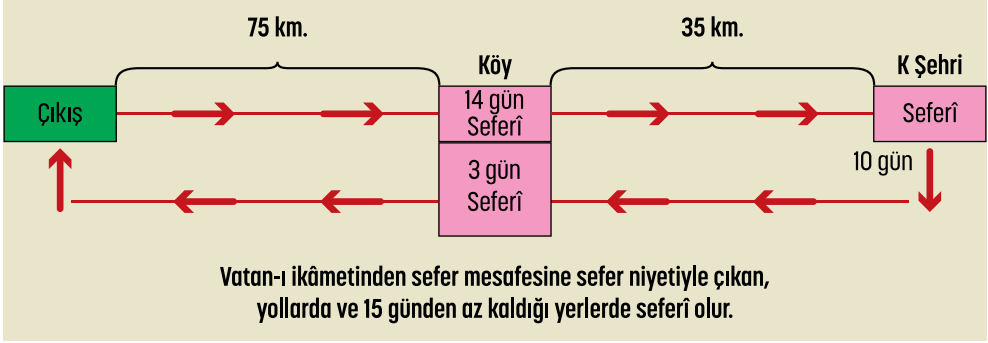 75 km.
35 km.
Köy
K Şehri
Çıkış
14 gün
Seferî
Seferî
3 gün
Seferî
10 gün
Vatan-ı ikâmetinden sefer mesafesine sefer niyetiyle çıkan,
yollarda ve 15 günden az kaldığı yerlerde seferî olur.